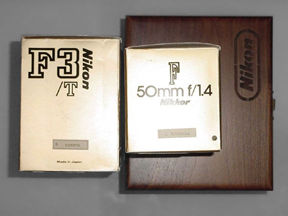 F3
Nikon
/T
Made in Japan
F
50mm f/1.4
Nikkor
Nikon